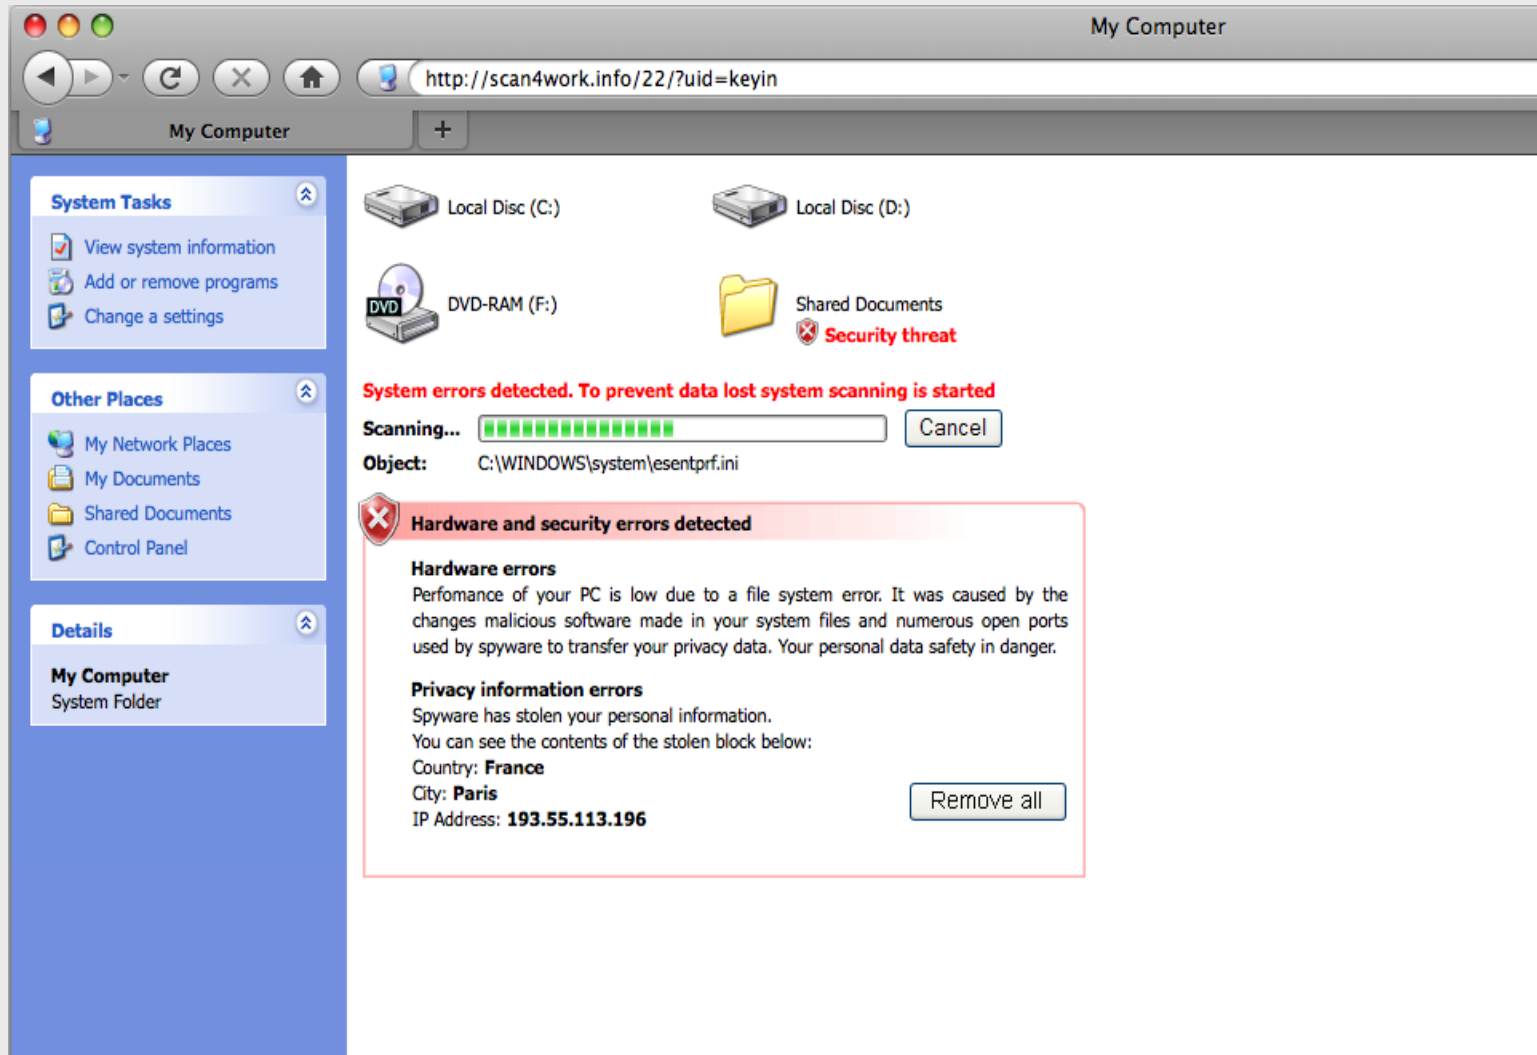 My Computer
http://scan4work.info/22/?uid=keyin
My Computer
+
System Tasks
View system information
Add or remove programs
Change a settings
Other Places
My Network Places
My Documents
Shared Documents
Control Panel
Details
My Computer
System Folder
Local Disc (C:)
Local Disc (D:)
DVD
DVD-RAM (F:)
Shared Documents
Security threat
System errors detected. To prevent data lost system scanning is started
Scanning...
Cancel
Object: C:\WINDOWS\system\esentprf.ini
Hardware and security errors detected
Hardware errors
Perfomance of your PC is low due to a file system error. It was caused by the
changes malicious software made in your system files and numerous open ports
used by spyware to transfer your privacy data. Your personal data safety in danger.
Privacy information errors
Spyware has stolen your personal information.
You can see the contents of the stolen block below:
Country: France
City: Paris
IP Address: 193.55.113.196
Remove all